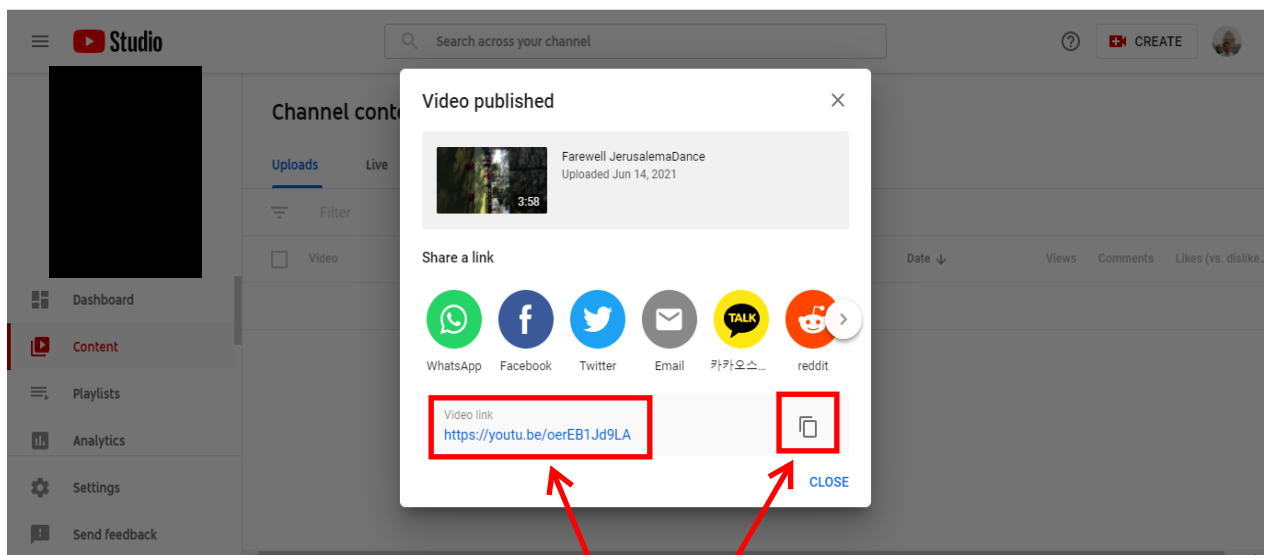 Studio
Search across your channel
CREATE
Channel conte
Uploads Live
Filter
Video Date Views Comments Likes (vs. dislike...
Dashboard
Content
Playlists
Analytics
Settings
Send feedback
Video published
Farewell JerusalemaDance
Uploaded Jun 14, 2021
3:58
Share a link
TALK
WhatsApp Facebook Twitter Email 카카오스... reddit
Video link
https://youtu.be/oerEB1Jd9LA
CLOSE